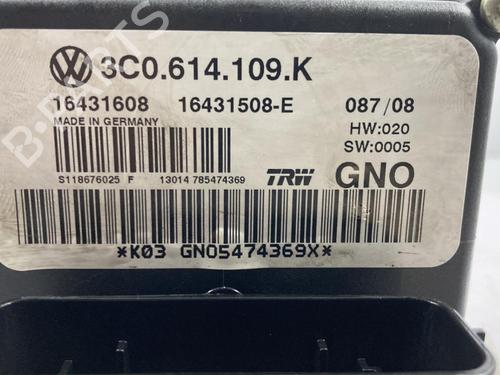 3C0.614.109.K
16431608 16431508-E 087/08
MADE IN GERMANY HW:020
SW:0005
S118676025 F 13014 785474369 TRW GNO
*K03 GNO5474369X*
B-PARTS